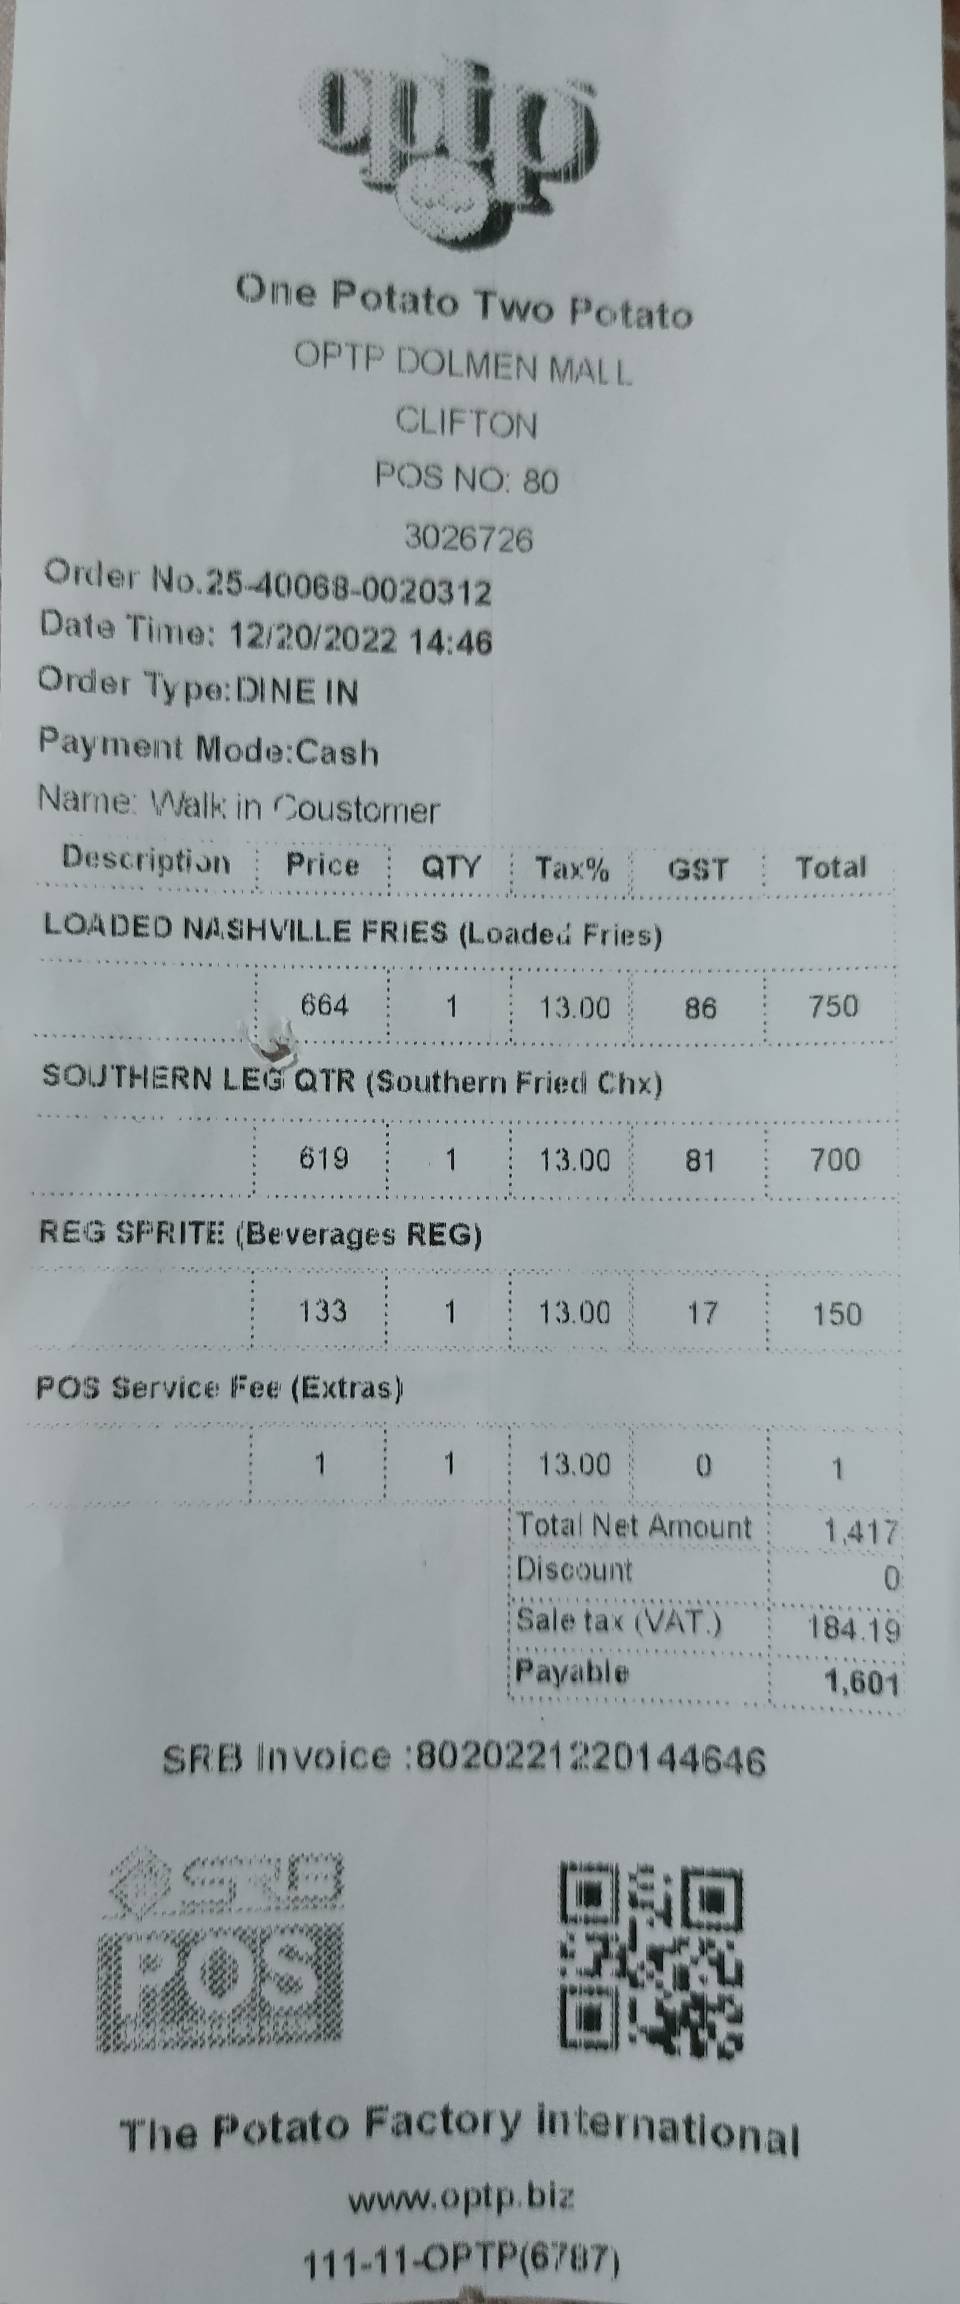 optp
One Potato Two Potato
OPTP DOLMEN MALL
CLIFTON
POS NO: 80
3026726
Order No.25-40068-0020312
Date Time: 12/20/2022 14:46
Order Type:DINE IN
Payment Mode:Cash
Name: Walk in Coustomer
Description Price QTY Tax% GST Total
LOADED NASHVILLE FRIES (Loaded Fries)
664 1 13.00 86 750
SOUTHERN LEG QTR (Southern Fried Chx)
619 1 13.00 81 700
REG SPRITE (Beverages REG)
133 1 13.00 17 150
POS Service Fee (Extras)
1 1 13.00 0 1
Total Net Amount 1,417
Discount 0
Sale tax (VAT.) 184.19
Payable 1,601
SRB Invoice :8020221220144646
SRB
POS
The Potato Factory international
www.optp.biz
111-11-OPTP(6787)